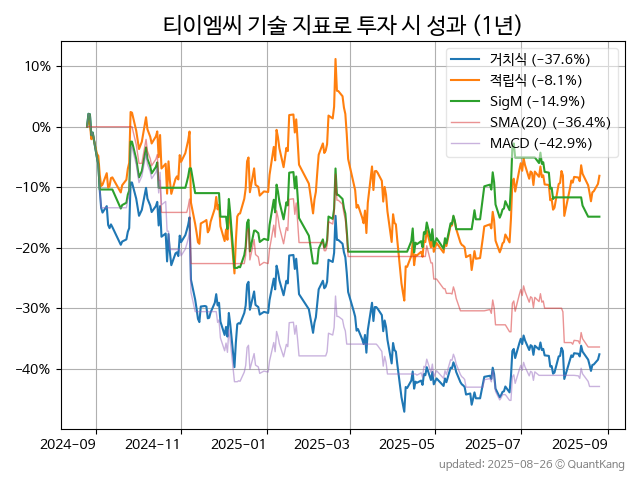 티이엠씨 기술 지표로 투자 시 성과 (1년)
거치식 (−37.6%)
적립식 (−8.1%)
SigM (−14.9%)
SMA(20) (−36.4%)
MACD (−42.9%)
10%
0%
−10%
−20%
−30%
−40%
2024-09 2024-11 2025-01 2025-03 2025-05 2025-07 2025-09
updated: 2025-08-26 © QuantKang